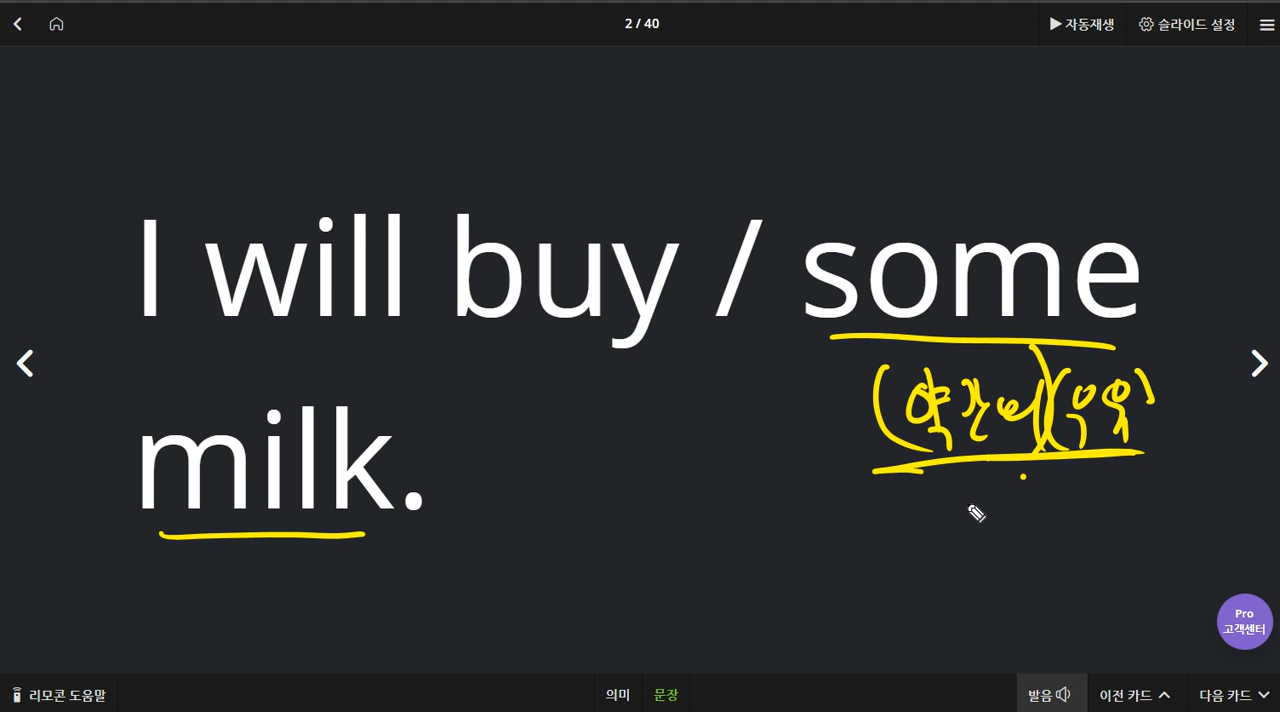 2 / 40
자동재생
슬라이드 설정
I will buy / some
(약간의)(우유)
milk.
Pro
고객센터
리모콘 도움말
의미
문장
발음
이전 카드
다음 카드